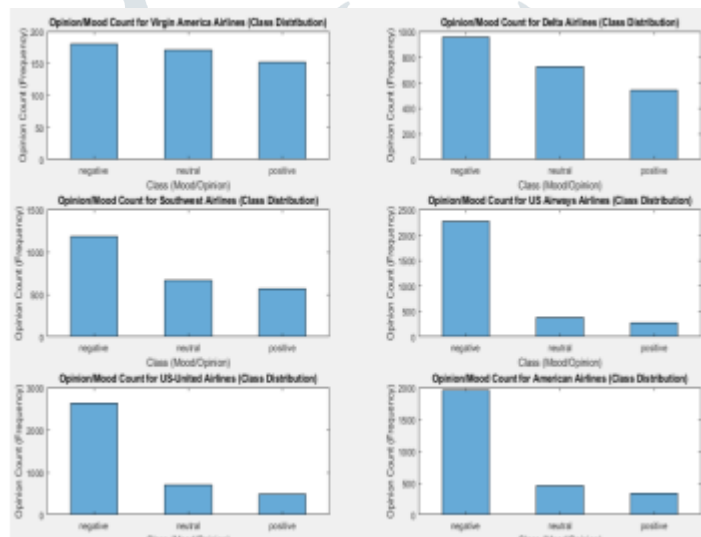 Opinion/Mood Count for Virgin America Airlines (Class Distribution)
Opinion Count (Frequency)
200
150
100
50
0
negative neutral positive
Class (Mood/Opinion)
Opinion/Mood Count for Delta Airlines (Class Distribution)
Opinion Count (Frequency)
1000
800
600
400
200
0
negative neutral positive
Class (Mood/Opinion)
Opinion/Mood Count for Southwest Airlines (Class Distribution)
Opinion Count (Frequency)
1500
1000
500
0
negative neutral positive
Class (Mood/Opinion)
Opinion/Mood Count for US Airways Airlines (Class Distribution)
Opinion Count (Frequency)
2500
2000
1500
1000
500
0
negative neutral positive
Class (Mood/Opinion)
Opinion/Mood Count for US-United Airlines (Class Distribution)
Opinion Count (Frequency)
3000
2000
1000
0
negative neutral positive
Class (Mood/Opinion)
Opinion/Mood Count for American Airlines (Class Distribution)
Opinion Count (Frequency)
2000
1500
1000
500
0
negative neutral positive
Class (Mood/Opinion)